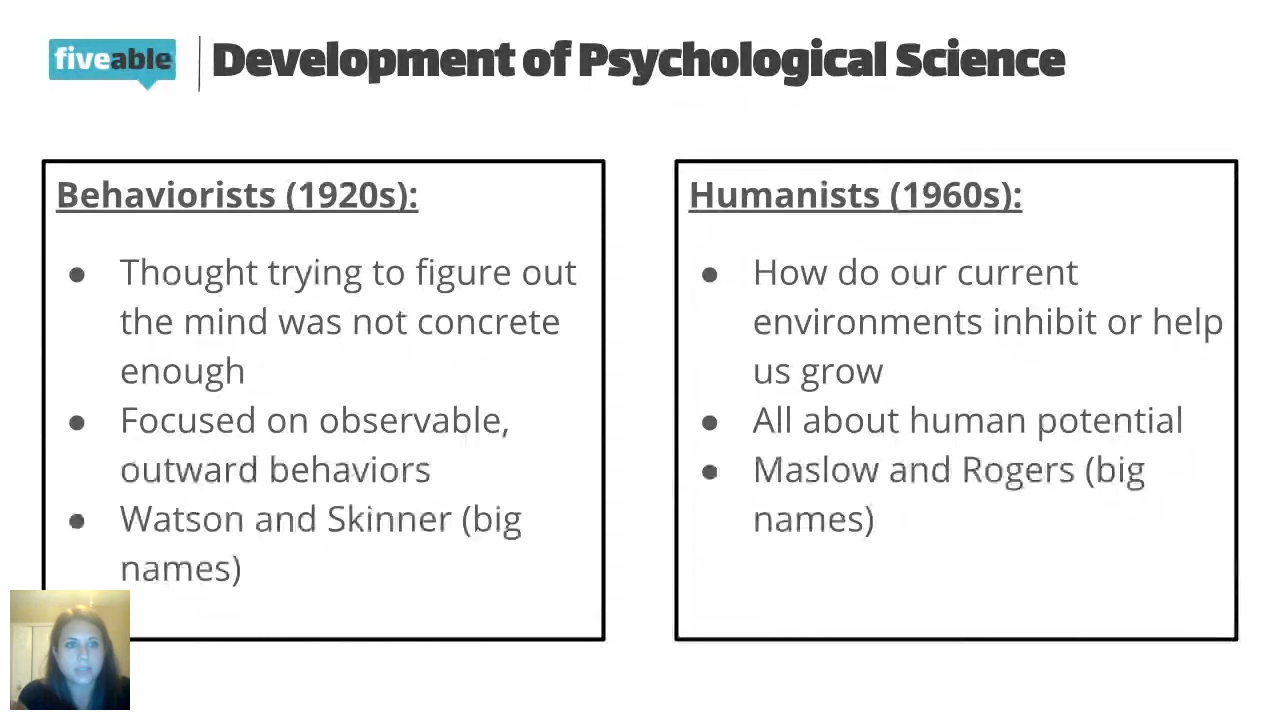 fiveable
Development of Psychological Science
Behaviorists (1920s):
● Thought trying to figure out
the mind was not concrete
enough
● Focused on observable,
outward behaviors
● Watson and Skinner (big
names)
Humanists (1960s):
● How do our current
environments inhibit or help
us grow
● All about human potential
● Maslow and Rogers (big
names)